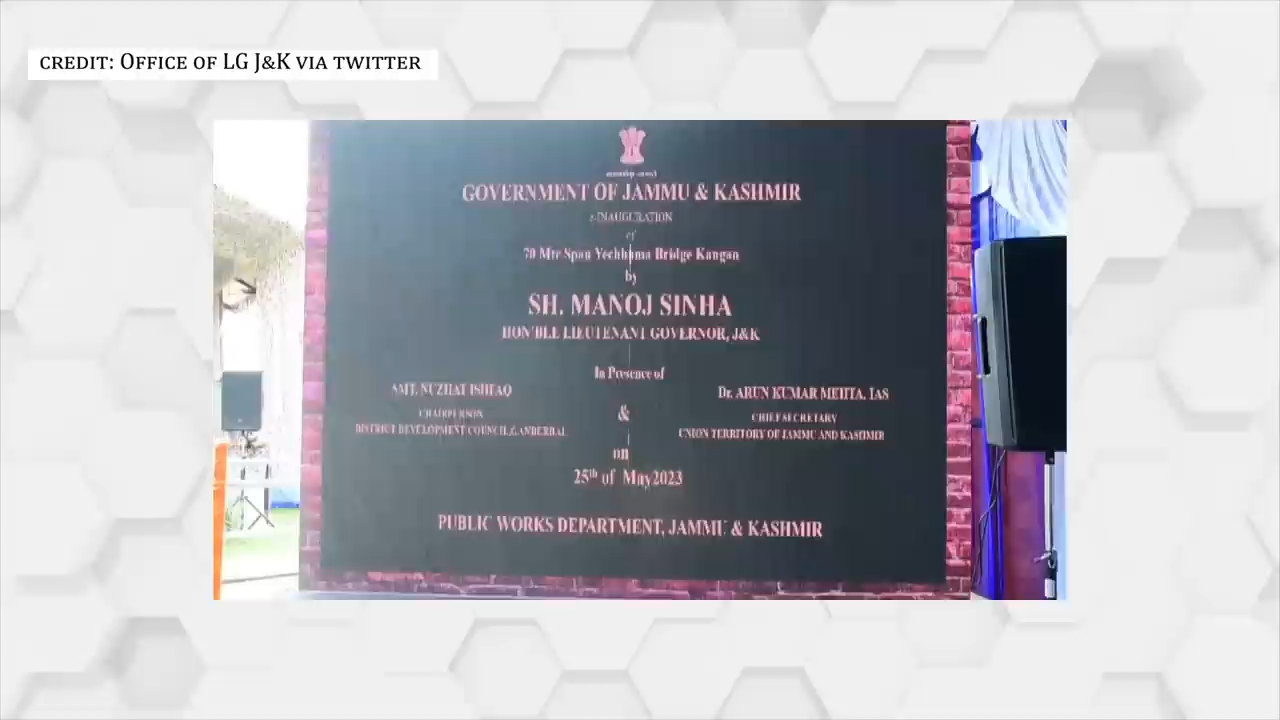 CREDIT: OFFICE OF LG J&K VIA TWITTER
GOVERNMENT OF JAMMU & KASHMIR
e-INAUGURATION
of
70 Mtr Span Yechhama Bridge Kangan
by
SH. MANOJ SINHA
HON'BLE LIEUTENANT GOVERNOR, J&K
In Presence of
SMT. NUZHAT ISHFAQ
CHAIRPERSON
DISTRICT DEVELOPMENT COUNCIL, GANDERBAL
&
Dr. ARUN KUMAR MEHTA, IAS
CHIEF SECRETARY
UNION TERRITORY OF JAMMU AND KASHMIR
on
25th of May2023
PUBLIC WORKS DEPARTMENT, JAMMU & KASHMIR